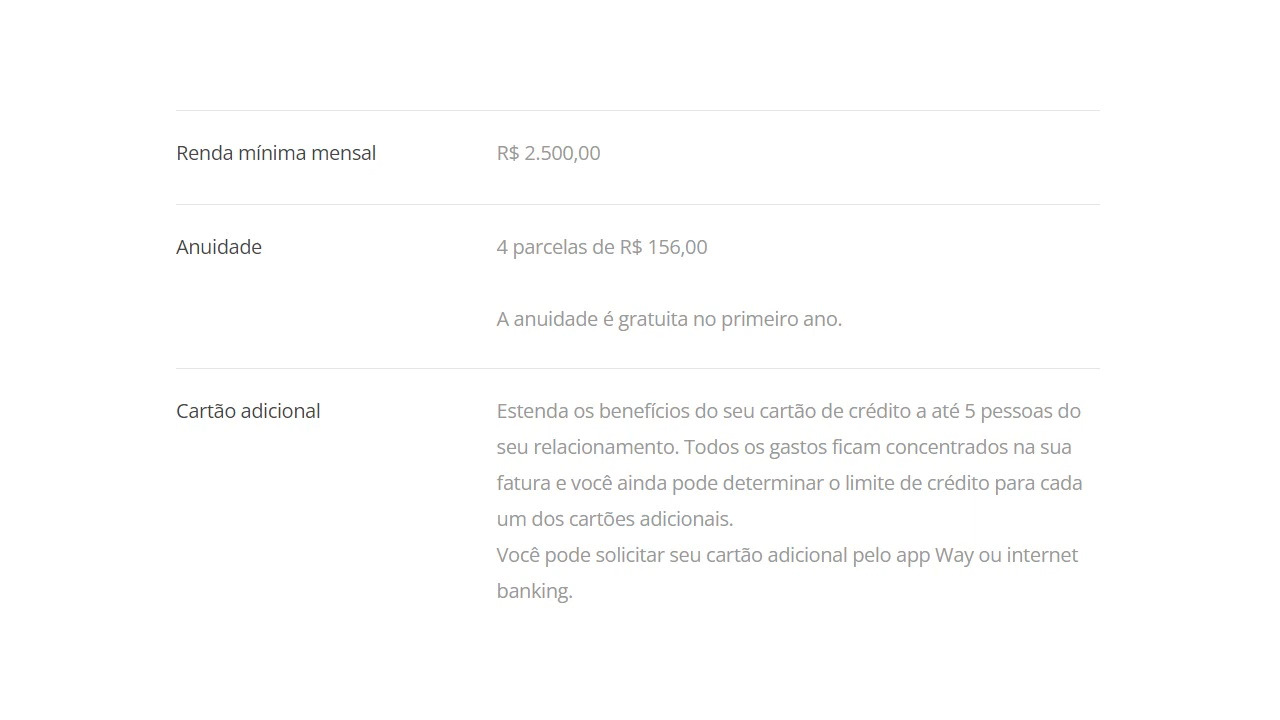 Renda mínima mensal
R$ 2.500,00
Anuidade
4 parcelas de R$ 156,00
A anuidade é gratuita no primeiro ano.
Cartão adicional
Estenda os benefícios do seu cartão de crédito a até 5 pessoas do
seu relacionamento. Todos os gastos ficam concentrados na sua
fatura e você ainda pode determinar o limite de crédito para cada
um dos cartões adicionais.
Você pode solicitar seu cartão adicional pelo app Way ou internet
banking.